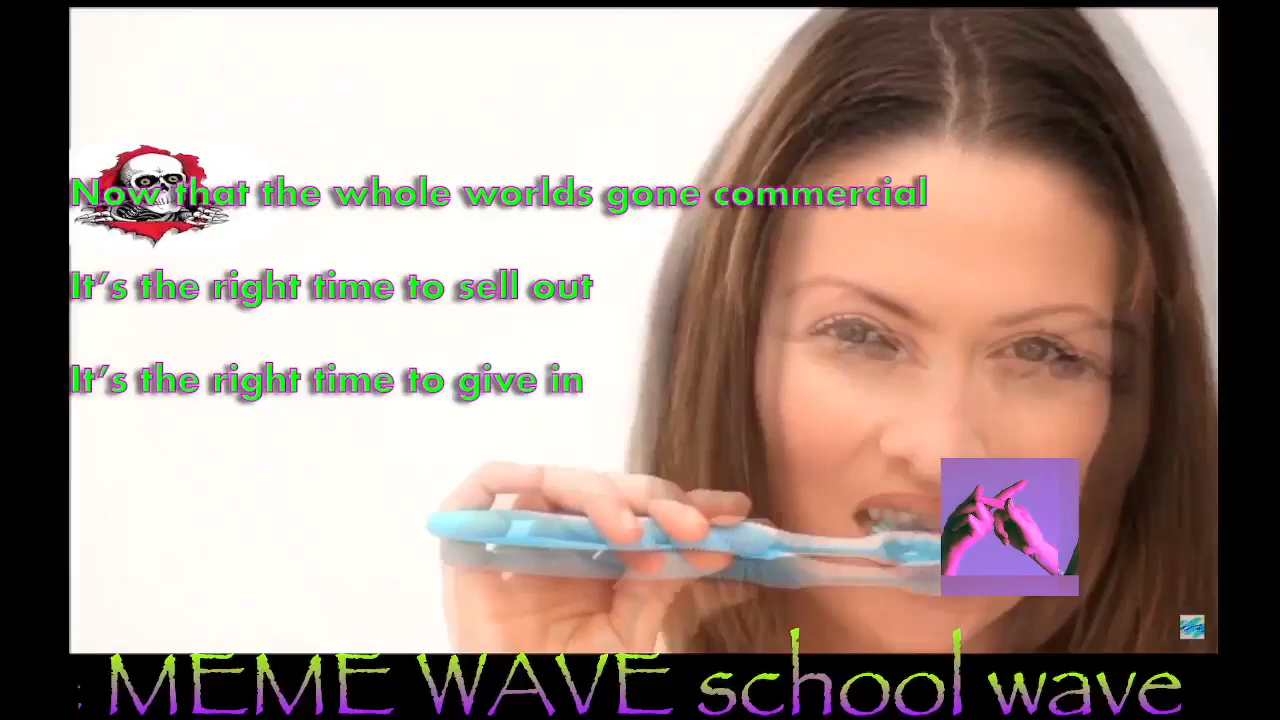 Now that the whole worlds gone commercial
It’s the right time to sell out
It’s the right time to give in
: MEME WAVE school wave